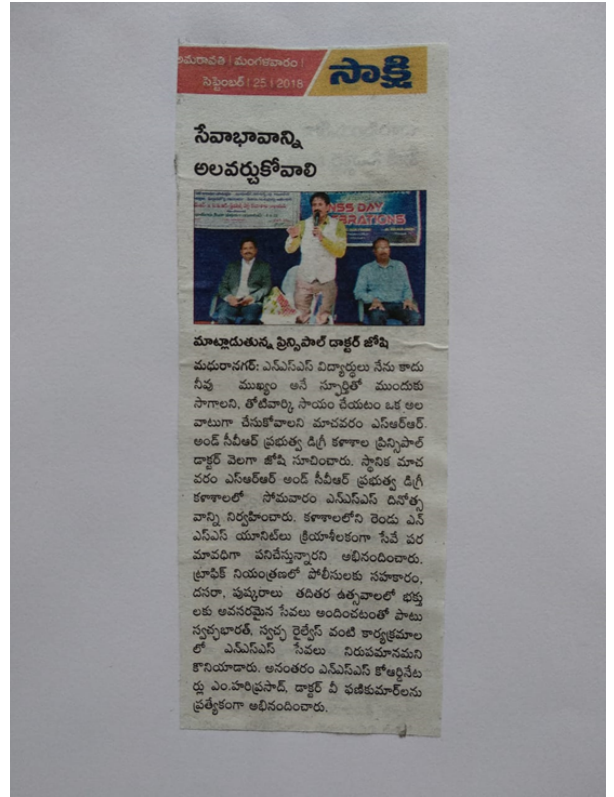 అమరావతి | మంగళవారం |
సెప్టెంబర్ | 25 | 2018
సాక్షి
సేవాభావాన్ని
అలవర్చుకోవాలి
NSS DAY
మాట్లాడుతున్న ప్రిన్సిపాల్ డాక్టర్ జోషి
మధురానగర్: ఎన్ఎస్ఎస్ విద్యార్థులు నేను కాదు
నీవు ముఖ్యం అనే స్ఫూర్తితో ముందుకు
సాగాలని, తోటివార్కి సాయం చేయటం ఒక అల
వాటుగా చేసుకోవాలని మాచవరం ఎస్ఆర్ఆర్
అండ్ సీవీఆర్ ప్రభుత్వ డిగ్రీ కళాశాల ప్రిన్సిపాల్
డాక్టర్ వెలగా జోషి సూచించారు. స్థానిక మాచ
వరం ఎస్ఆర్ఆర్ అండ్ సీవీఆర్ ప్రభుత్వ డిగ్రీ
కళాశాలలో సోమవారం ఎన్ఎస్ఎస్ దినోత్స
వాన్ని నిర్వహించారు. కళాశాలలోని రెండు ఎన్
ఎస్ఎస్ యూనిట్‌లు క్రియాశీలకంగా సేవే పర
మావధిగా పనిచేస్తున్నారని అభినందించారు.
ట్రాఫిక్ నియంత్రణలో పోలీసులకు సహకారం,
దసరా, పుష్కరాలు తదితర ఉత్సవాలలో భక్తు
లకు అవసరమైన సేవలు అందించటంతో పాటు
స్వచ్ఛభారత్, స్వచ్ఛ రైల్వేస్ వంటి కార్యక్రమాల
లో ఎన్ఎస్ఎస్ సేవలు నిరుపమానమని
కొనియాడారు. అనంతరం ఎన్ఎస్ఎస్ కోఆర్డినేట
ర్లు ఎం.హరిప్రసాద్, డాక్టర్ వీ ఫణికుమార్‌లను
ప్రత్యేకంగా అభినందించారు.